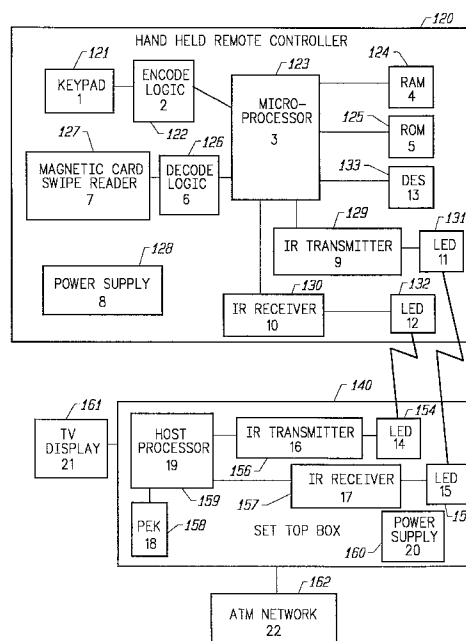 120
HAND HELD REMOTE CONTROLLER
121
KEYPAD
1
ENCODE
LOGIC
2
122
123
MICRO-
PROCESSOR
3
124
RAM
4
125
ROM
5
127
MAGNETIC CARD
SWIPE READER
7
126
DECODE
LOGIC
6
133
DES
13
129
IR TRANSMITTER
9
131
LED
11
128
POWER SUPPLY
8
130
IR RECEIVER
10
132
LED
12
140
161
TV
DISPLAY
21
HOST
PROCESSOR
19
159
IR TRANSMITTER
16
156
154
LED
14
IR RECEIVER
17
157
LED
15
PEK
18
158
SET TOP BOX
POWER
SUPPLY
20
160
162
ATM NETWORK
22